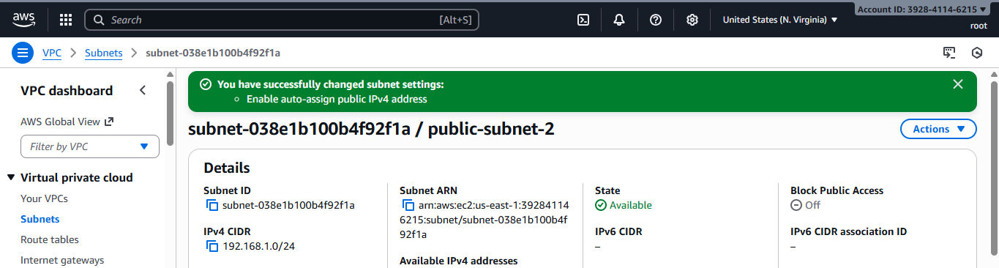 aws
Search [Alt+S]
United States (N. Virginia)
Account ID: 3928-4114-6215
root
VPC > Subnets > subnet-038e1b100b4f92f1a
VPC dashboard
AWS Global View
Filter by VPC
Virtual private cloud
Your VPCs
Subnets
Route tables
Internet gateways
You have successfully changed subnet settings:
Enable auto-assign public IPv4 address
subnet-038e1b100b4f92f1a / public-subnet-2
Actions
Details
Subnet ID
subnet-038e1b100b4f92f1a
IPv4 CIDR
192.168.1.0/24
Subnet ARN
arn:aws:ec2:us-east-1:39284114
6215:subnet/subnet-038e1b100b4f
92f1a
Available IPv4 addresses
State
Available
IPv6 CIDR
–
Block Public Access
Off
IPv6 CIDR association ID
–